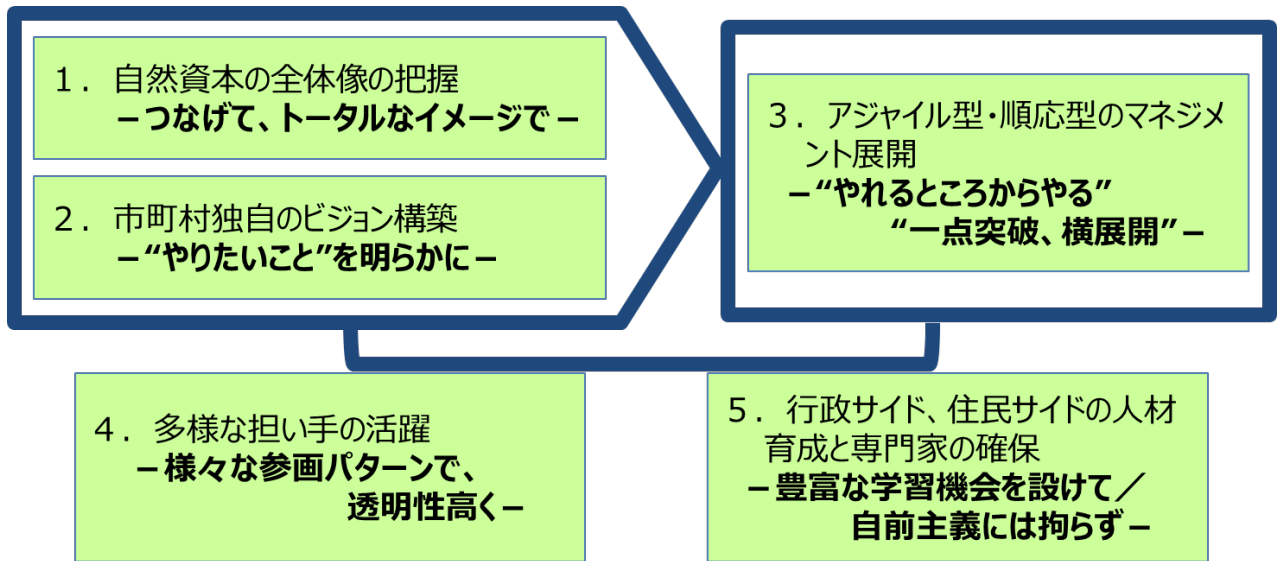 １．自然資本の全体像の把握
－つなげて、トータルなイメージで－
２．市町村独自のビジョン構築
－“やりたいこと”を明らかに－
３．アジャイル型・順応型のマネジメ
ント展開
－“やれるところからやる”
“一点突破、横展開”－
４．多様な担い手の活躍
－様々な参画パターンで、
透明性高く－
５．行政サイド、住民サイドの人材
育成と専門家の確保
－豊富な学習機会を設けて／
自前主義には拘らず－